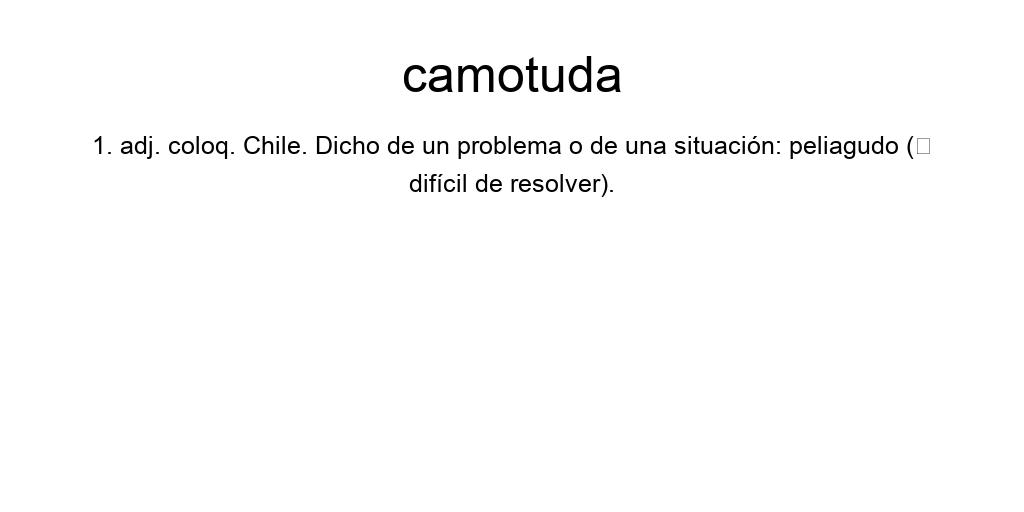 camotuda
1. adj. coloq. Chile. Dicho de un problema o de una situación: peliagudo (□
difícil de resolver).